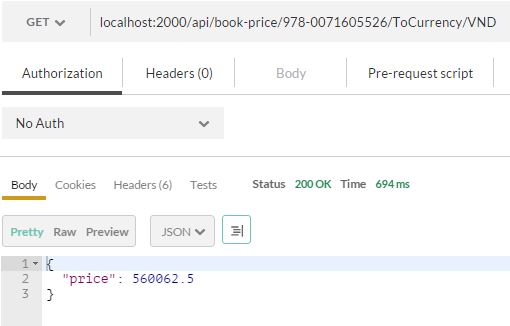 GET localhost:2000/api/book-price/978-0071605526/ToCurrency/VND
Authorization Headers (0) Body Pre-request script
No Auth
Body Cookies Headers (6) Tests Status 200 OK Time 694 ms
Pretty Raw Preview JSON
1 {
2 "price": 560062.5
3 }